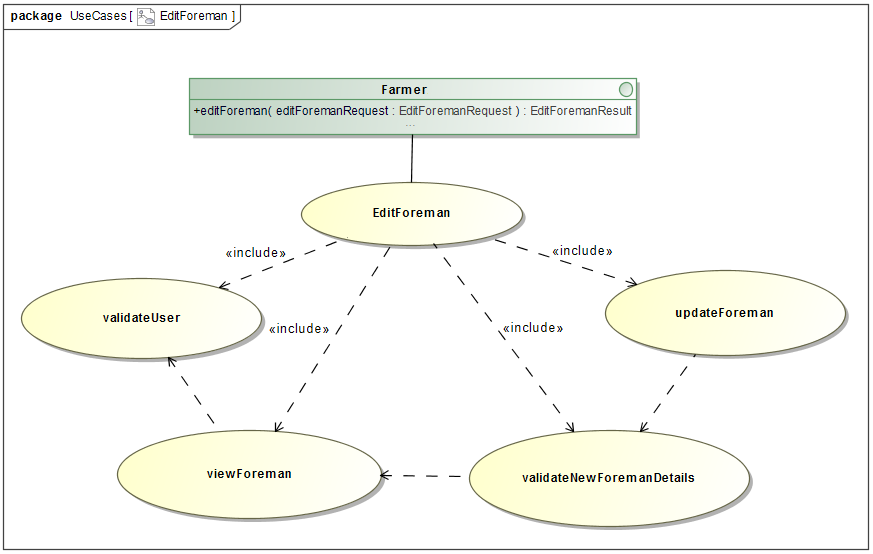 package UseCases [ EditForeman ]
Farmer
+editForeman( editForemanRequest : EditForemanRequest ) : EditForemanResult
...
EditForeman
«include»
«include»
validateUser
updateForeman
«include»
«include»
viewForeman
validateNewForemanDetails